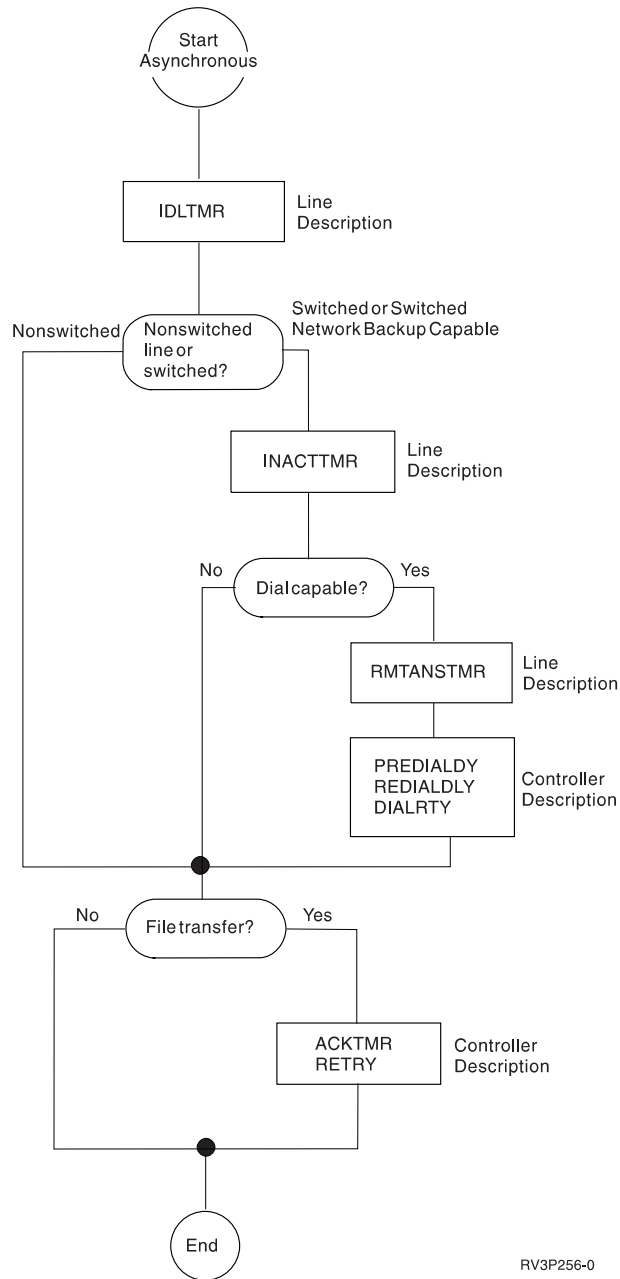 Start
Asynchronous
IDLTMR
Line
Description
Nonswitched
Nonswitched
line or
switched?
Switched or Switched
Network Backup Capable
INACTTMR
Line
Description
No
Dial capable?
Yes
RMTANSTMR
Line
Description
PREDIALDY
REDIALDLY
DIALRTY
Controller
Description
No
File transfer?
Yes
ACKTMR
RETRY
Controller
Description
End
RV3P256-0